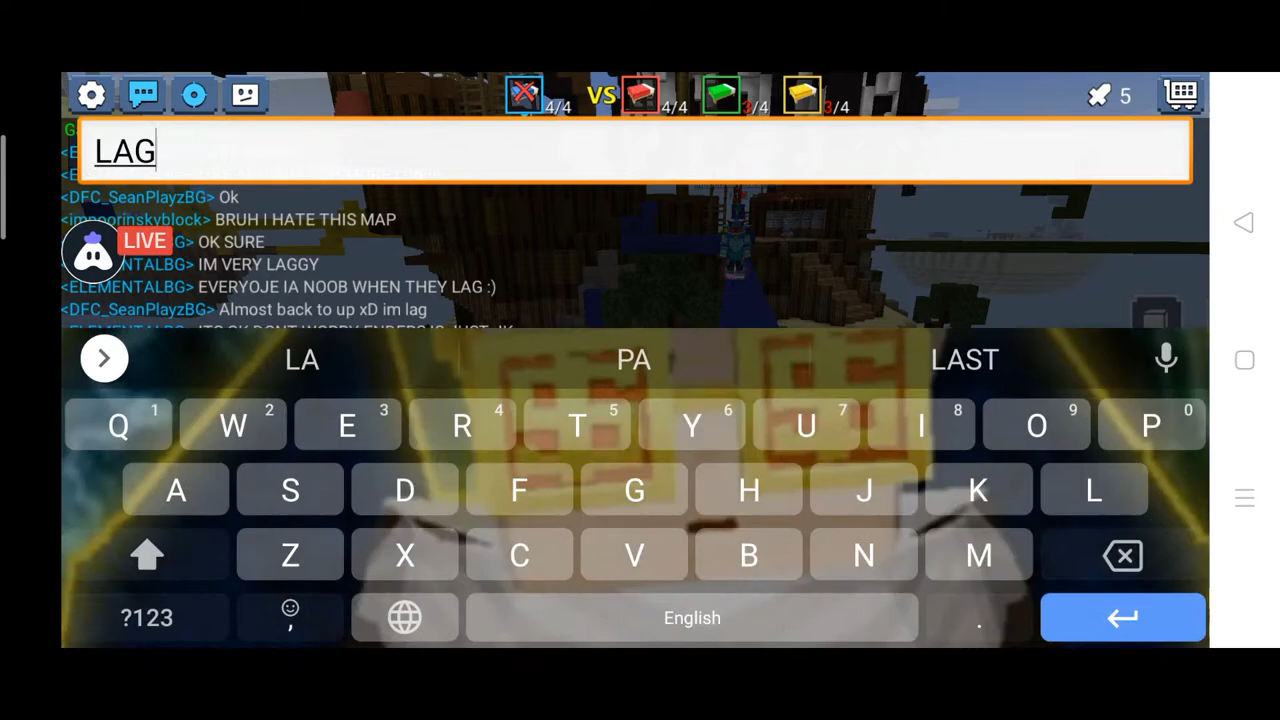 4/4 VS 4/4 3/4 3/4 5
LAG
<DFC_SeanPlayzBG> Ok
<impoorinskyblock> BRUH I HATE THIS MAP
LIVE
OK SURE
IM VERY LAGGY
<ELEMENTALBG> EVERYOJE IA NOOB WHEN THEY LAG :)
<DFC_SeanPlayzBG> Almost back to up xD im lag
LA PA LAST
Q 1 W 2 E 3 R 4 T 5 Y 6 U 7 I 8 O 9 P 0
A S D F G H J K L
Z X C V B N M
?123 , English .